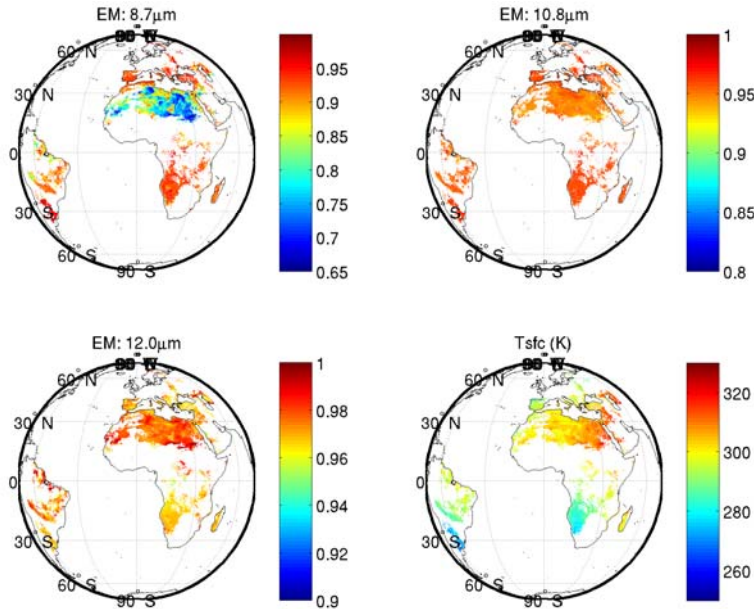 EM: 8.7μm
60° N
30° N
0°
30° S
60° S
90° S
0.95
0.9
0.85
0.8
0.75
0.7
0.65
EM: 10.8μm
60° N
30° N
0°
30° S
60° S
90° S
1
0.95
0.9
0.85
0.8
EM: 12.0μm
60° N
30° N
0°
30° S
60° S
90° S
1
0.98
0.96
0.94
0.92
0.9
Tsfc (K)
60° N
30° N
0°
30° S
60° S
90° S
320
300
280
260